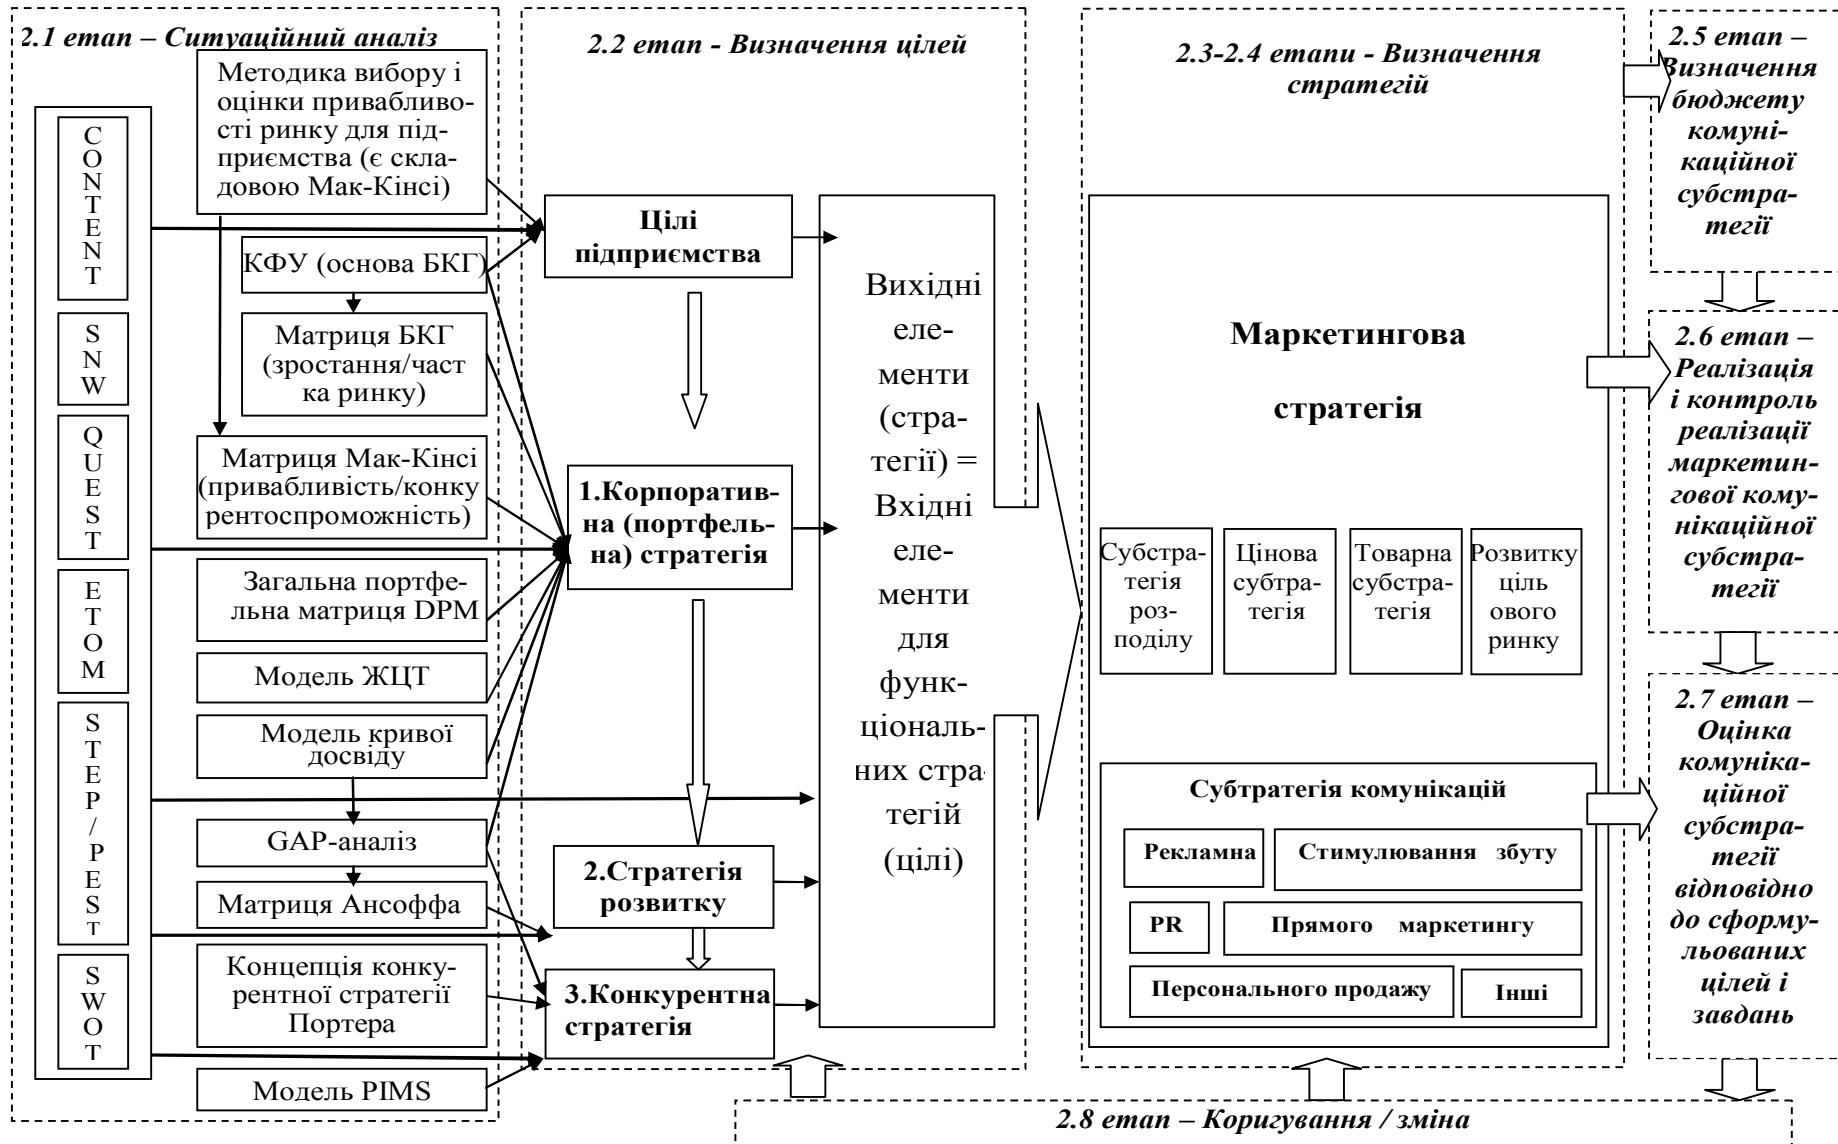 2.1 етап – Ситуаційний аналіз
C
O
N
T
E
N
T
S
N
W
Q
U
E
S
T
E
T
O
M
S
T
E
P
/
P
E
S
T
S
W
O
T
Методика вибору і
оцінки привабливо-
сті ринку для під-
приємства (є скла-
довою Мак-Кінсі)
КФУ (основа БКГ)
Матриця БКГ
(зростання/част
ка ринку)
Матриця Мак-Кінсі
(привабливість/конку
рентоспроможність)
Загальна портфе-
льна матриця DPM
Модель ЖЦТ
Модель кривої
досвіду
GAP-аналіз
Матриця Ансоффа
Концепція конку-
рентної стратегії
Портера
Модель PIMS
2.2 етап - Визначення цілей
Цілі
підприємства
1.Корпоратив-
на (портфель-
на) стратегія
2.Стратегія
розвитку
3.Конкурентна
стратегія
Вихідні
еле-
менти
(стра-
тегії) =
Вхідні
еле-
менти
для
функ-
ціональ-
них стра-
тегій
(цілі)
2.3-2.4 етапи - Визначення
стратегій
Маркетингова
стратегія
Субстра-
тегія
роз-
поділу
Цінова
субтра-
тегія
Товарна
субстра-
тегія
Розвитку
ціль
ового
ринку
Субтратегія комунікацій
Рекламна
Стимулювання збуту
PR
Прямого маркетингу
Персонального продажу
Інші
2.5 етап –
Визначення
бюджету
комуні-
каційної
субстра-
тегії
2.6 етап –
Реалізація
і контроль
реалізації
маркетин-
гової кому-
нікаційної
субстра-
тегії
2.7 етап –
Оцінка
комуніка-
ційної
субстра-
тегії
відповідно
до сформу-
льованих
цілей і
завдань
2.8 етап – Коригування / зміна